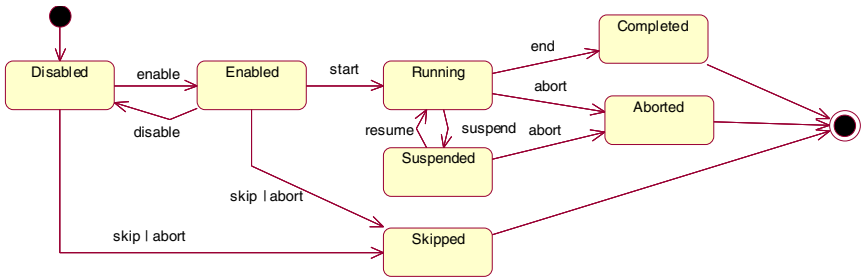 Completed
end
Disabled
enable
Enabled
start
Running
abort
Aborted
disable
resume
suspend
abort
Suspended
skip | abort
skip | abort
Skipped